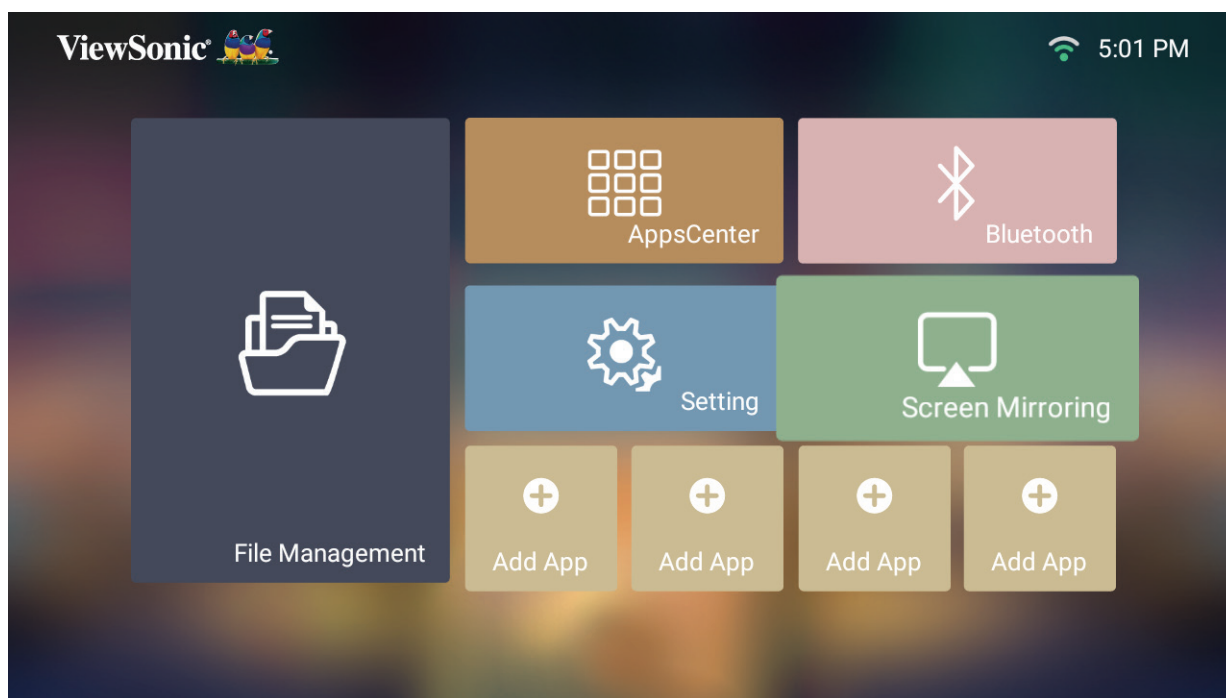 ViewSonic®
5:01 PM
AppsCenter
Bluetooth
Setting
Screen Mirroring
File Management
Add App
Add App
Add App
Add App